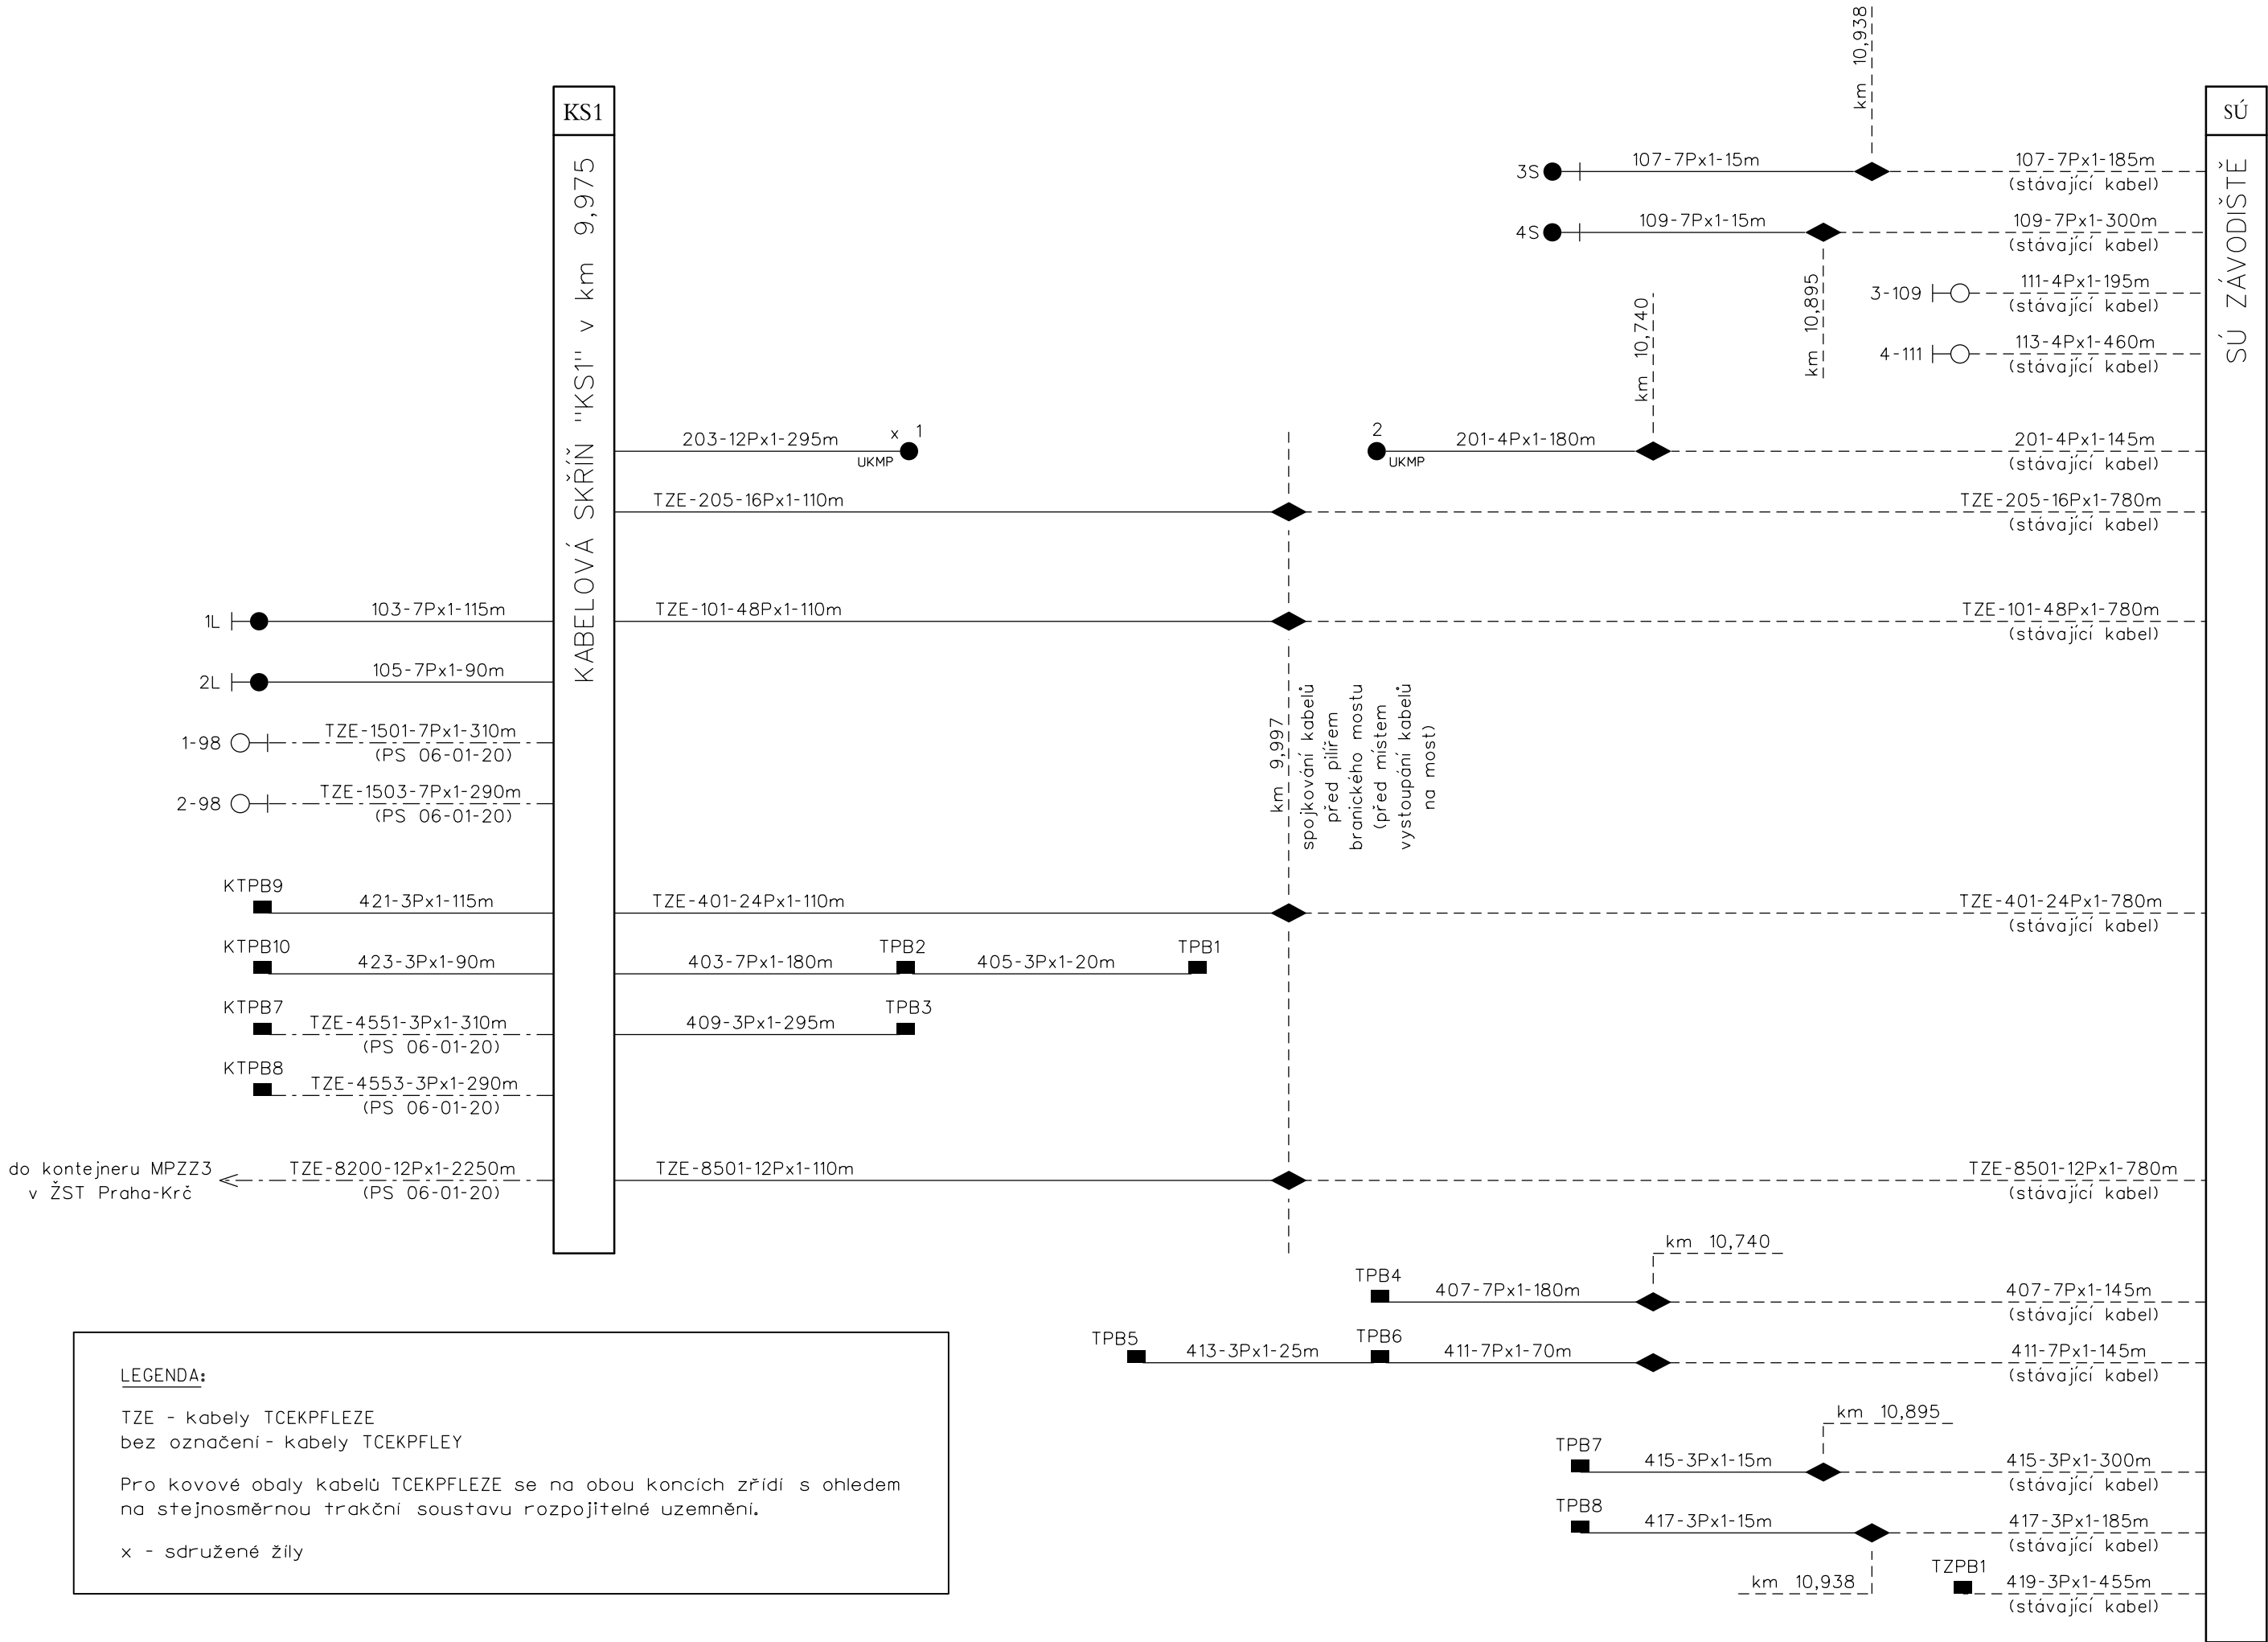 KS1
KABELOVÁ SKŘÍŇ "KS1" v km 9,975
SÚ
SÚ ZÁVODIŠTĚ
km 10,938
3S
107-7Px1-15m
107-7Px1-185m
(stávající kabel)
4S
109-7Px1-15m
109-7Px1-300m
(stávající kabel)
km 10,895
3-109
111-4Px1-195m
(stávající kabel)
4-111
113-4Px1-460m
(stávající kabel)
km 10,740
203-12Px1-295m
x 1
UKMP
2
UKMP
201-4Px1-180m
201-4Px1-145m
(stávající kabel)
TZE-205-16Px1-110m
TZE-205-16Px1-780m
(stávající kabel)
1L
103-7Px1-115m
TZE-101-48Px1-110m
TZE-101-48Px1-780m
(stávající kabel)
2L
105-7Px1-90m
1-98
TZE-1501-7Px1-310m
(PS 06-01-20)
2-98
TZE-1503-7Px1-290m
(PS 06-01-20)
km 9,997
spojkování kabelů
před pilířem
branického mostu
(před místem
vystoupání kabelů
na most)
KTPB9
421-3Px1-115m
TZE-401-24Px1-110m
TZE-401-24Px1-780m
(stávající kabel)
KTPB10
423-3Px1-90m
403-7Px1-180m
TPB2
405-3Px1-20m
TPB1
KTPB7
TZE-4551-3Px1-310m
(PS 06-01-20)
409-3Px1-295m
TPB3
KTPB8
TZE-4553-3Px1-290m
(PS 06-01-20)
do kontejneru MPZZ3
v ŽST Praha-Krč
TZE-8200-12Px1-2250m
(PS 06-01-20)
TZE-8501-12Px1-110m
TZE-8501-12Px1-780m
(stávající kabel)
km 10,740
TPB4
407-7Px1-180m
407-7Px1-145m
(stávající kabel)
TPB5
413-3Px1-25m
TPB6
411-7Px1-70m
411-7Px1-145m
(stávající kabel)
km 10,895
TPB7
415-3Px1-15m
415-3Px1-300m
(stávající kabel)
TPB8
417-3Px1-15m
417-3Px1-185m
(stávající kabel)
km 10,938
TZPB1
419-3Px1-455m
(stávající kabel)
LEGENDA:
TZE - kabely TCEKPFLEZE
bez označení - kabely TCEKPFLEY
Pro kovové obaly kabelů TCEKPFLEZE se na obou koncích zřídí s ohledem
na stejnosměrnou trakční soustavu rozpojitelné uzemnění.
x - sdružené žíly